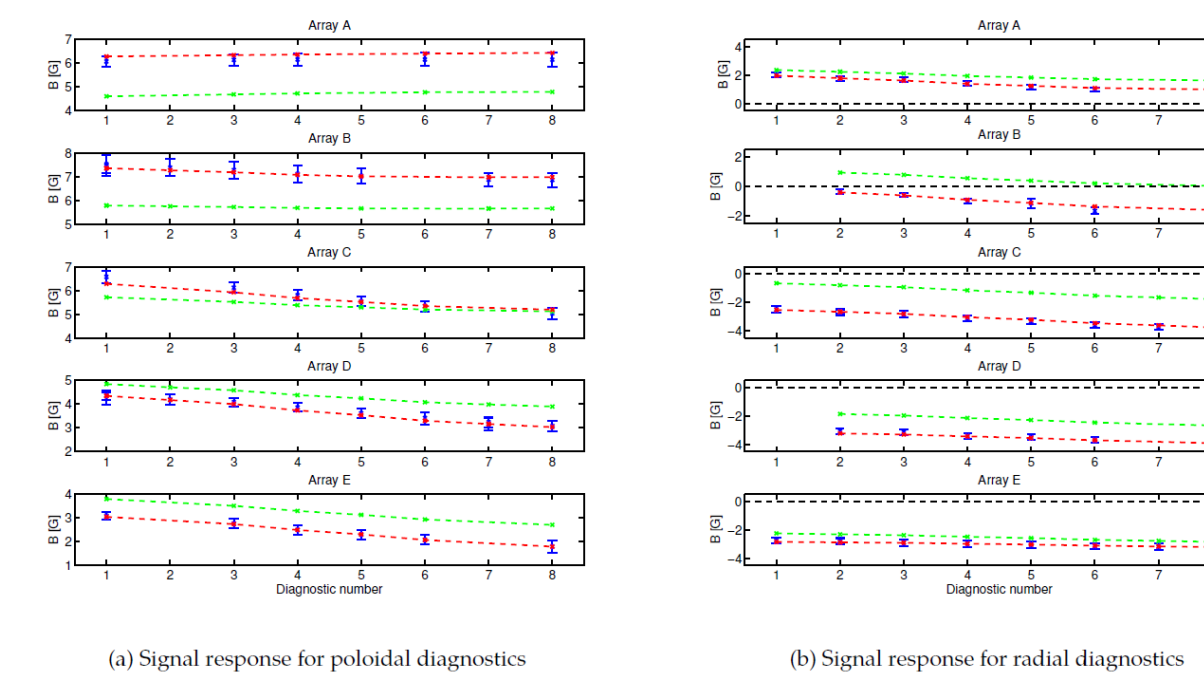 Array A
B [G]
7
6
5
4
1 2 3 4 5 6 7 8
Array B
B [G]
8
7
6
5
1 2 3 4 5 6 7 8
Array C
B [G]
7
6
5
4
1 2 3 4 5 6 7 8
Array D
B [G]
5
4
3
2
1 2 3 4 5 6 7 8
Array E
B [G]
4
3
2
1
1 2 3 4 5 6 7 8
Diagnostic number
(a) Signal response for poloidal diagnostics
Array A
B [G]
4
2
0
1 2 3 4 5 6 7
Array B
B [G]
2
0
−2
1 2 3 4 5 6 7
Array C
B [G]
0
−2
−4
1 2 3 4 5 6 7
Array D
B [G]
0
−2
−4
1 2 3 4 5 6 7
Array E
B [G]
0
−2
−4
1 2 3 4 5 6 7
Diagnostic number
(b) Signal response for radial diagnostics